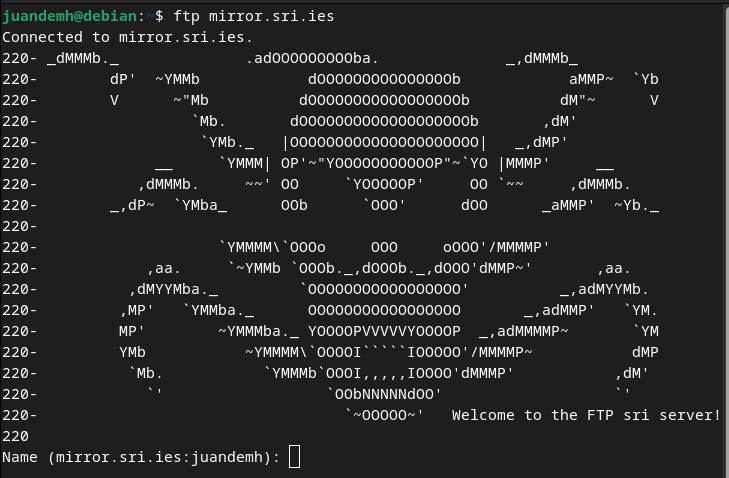 juandemh@debian:~$ ftp mirror.sri.ies
Connected to mirror.sri.ies.
220- _dMMMb._              .adOOOOOOOOOba.              _,dMMMb_
220-        dP'  ~YMMb            dOOOOOOOOOOOOOOOb            aMMP~  `Yb
220-        V      ~"Mb          dOOOOOOOOOOOOOOOOOb          dM"~      V
220-                 `Mb.       dOOOOOOOOOOOOOOOOOOOb       ,dM'
220-                  `YMb._   |OOOOOOOOOOOOOOOOOOOOO|   _,dMP'
220-             __     `YMMM| OP'~"YOOOOOOOOOOOP"~`YO |MMMP'     __
220-           ,dMMMb.     ~~' OO     `YOOOOOP'     OO `~~     ,dMMMb.
220-        _,dP~  `YMba_      OOb      `OOO'      dOO      _aMMP'  ~Yb._
220-
220-                    `YMMMM\`OOOo     OOO     oOOO'/MMMMP'
220-            ,aa.     `~YMMb `OOOb._,dOOOb._,dOOO'dMMP~'       ,aa.
220-          ,dMYYMba._         `OOOOOOOOOOOOOOOOO'          _,adMYYMb.
220-         ,MP'   `YMMba._      OOOOOOOOOOOOOOOOO       _,adMMP'   `YM.
220-         MP'        ~YMMMba._ YOOOOPVVVVVYOOOOP  _,adMMMMP~       `YM
220-         YMb           ~YMMMM\`OOOOI`````IOOOOO'/MMMMP~           dMP
220-          `Mb.           `YMMMb`OOOI,,,,,IOOOO'dMMMP'           ,dM'
220-            `'                  `OObNNNNNdOO'                   `'
220-                                  `~OOOOO~'   Welcome to the FTP sri server!
220
Name (mirror.sri.ies:juandemh):